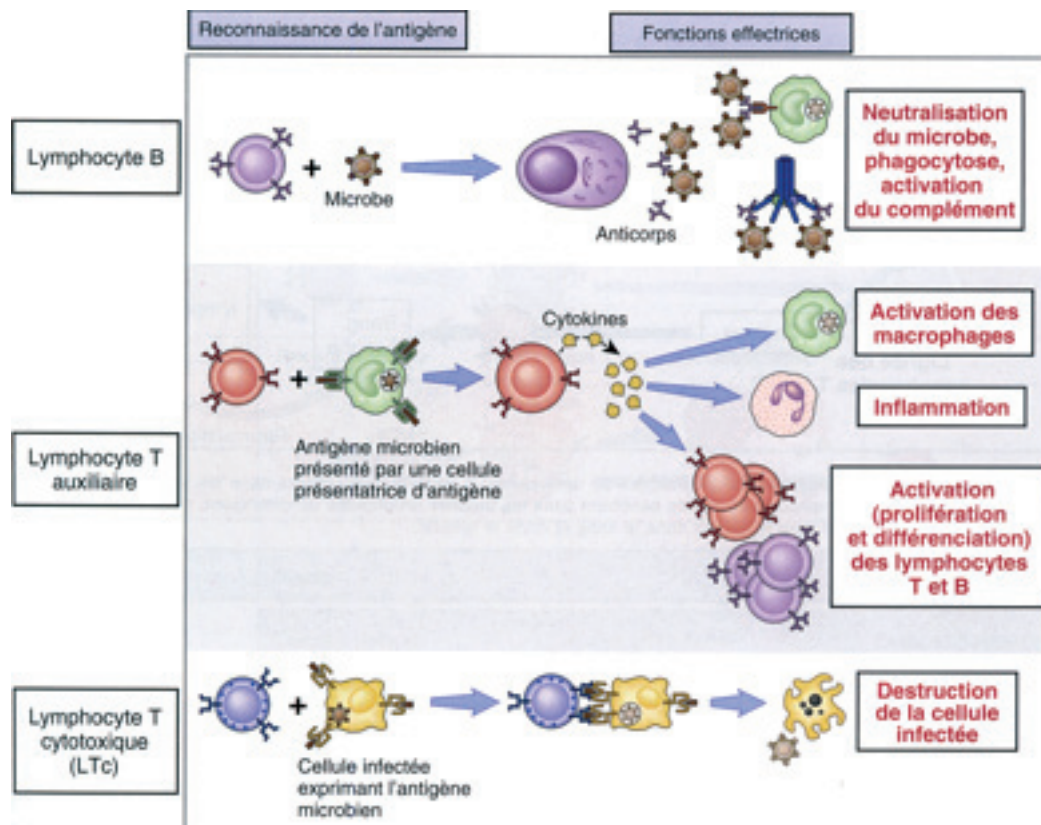 Reconnaissance de l'antigène
Fonctions effectrices
Lymphocyte B
+
Microbe
Anticorps
Neutralisation
du microbe,
phagocytose,
activation
du complément
Lymphocyte T
auxiliaire
+
Antigène microbien
présenté par une cellule
présentatrice d'antigène
Cytokines
Activation des
macrophages
Inflammation
Activation
(prolifération
et différenciation)
des lymphocytes
T et B
Lymphocyte T
cytotoxique
(LTc)
+
Cellule infectée
exprimant l'antigène
microbien
Destruction
de la cellule
infectée